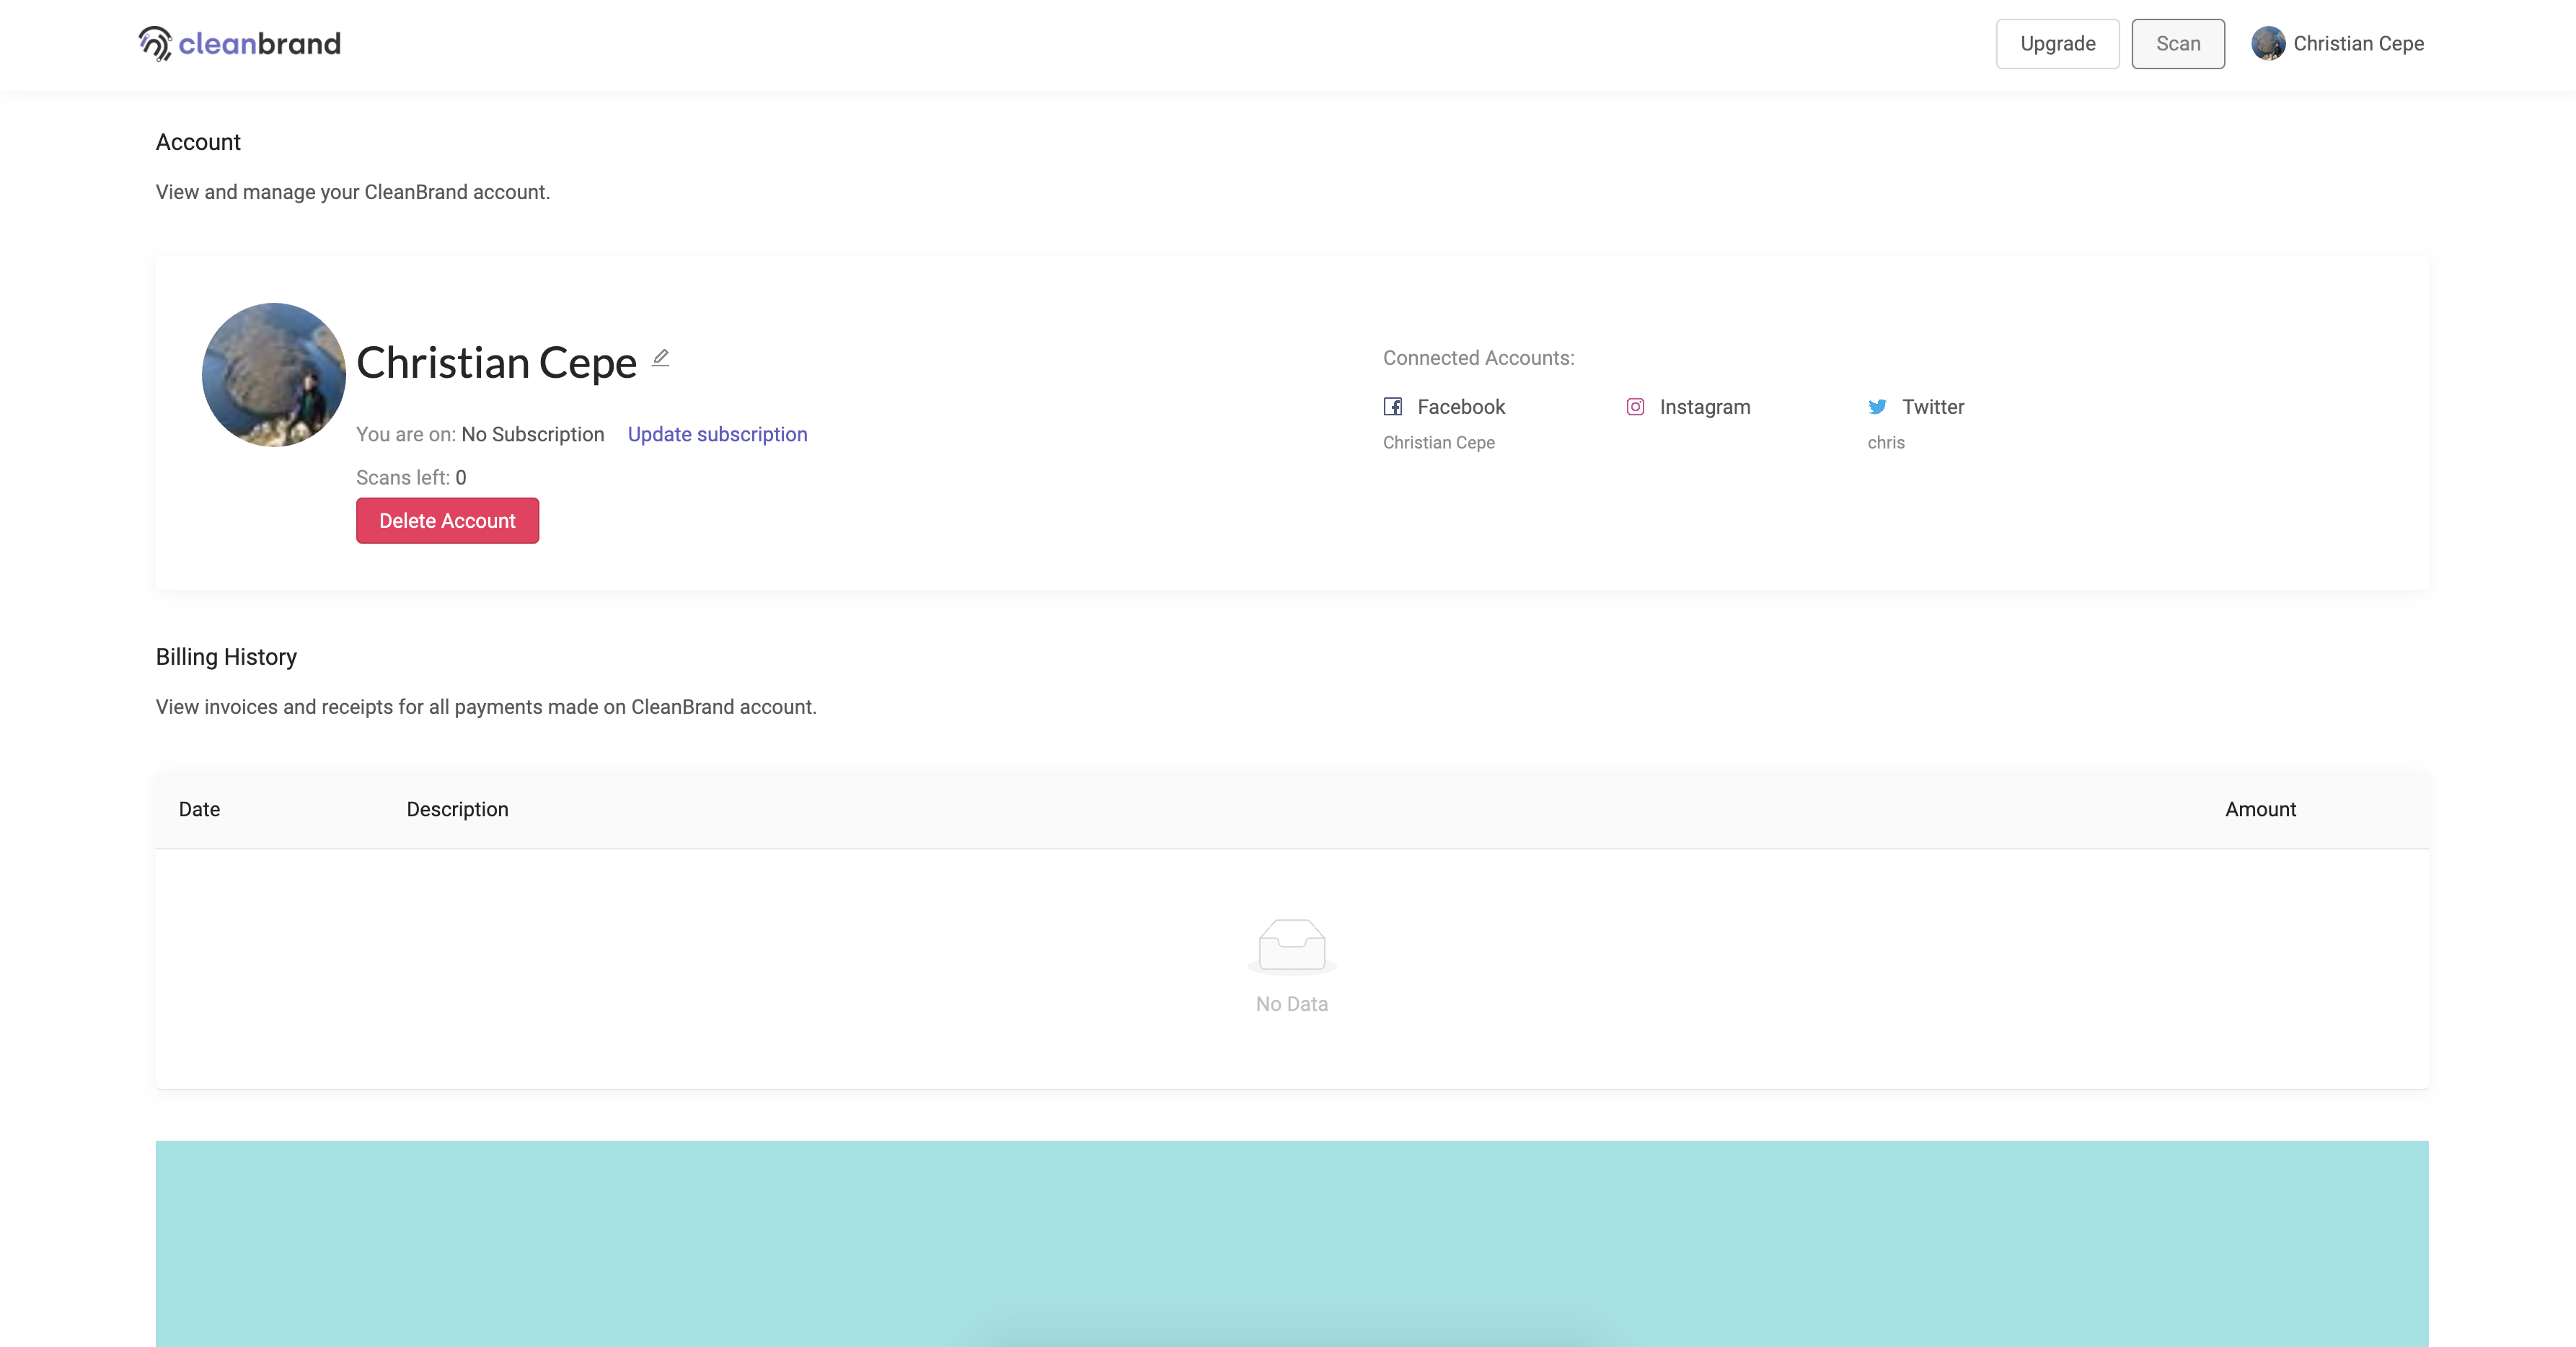 cleanbrand
Upgrade
Scan
Christian Cepe
Account
View and manage your CleanBrand account.
Christian Cepe
You are on: No Subscription Update subscription
Scans left: 0
Delete Account
Connected Accounts:
Facebook
Christian Cepe
Instagram
Twitter
chris
Billing History
View invoices and receipts for all payments made on CleanBrand account.
Date Description Amount
No Data